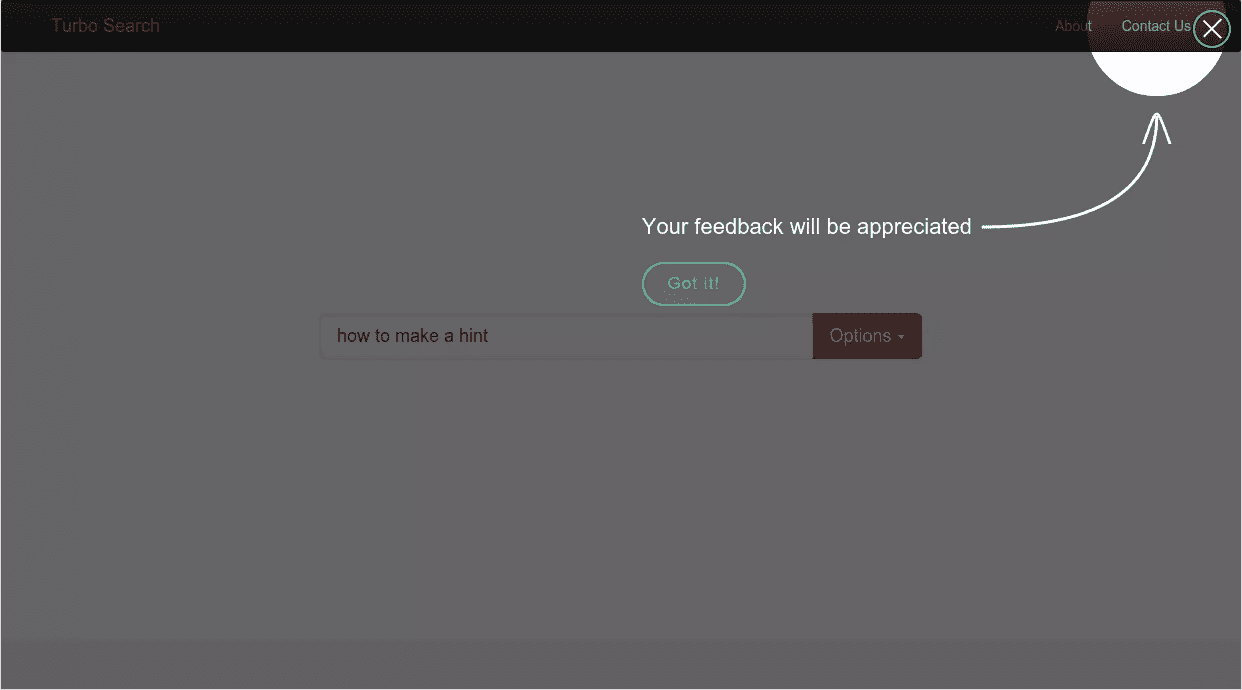 Turbo Search
About
Contact Us
Your feedback will be appreciated
Got it!
how to make a hint
Options